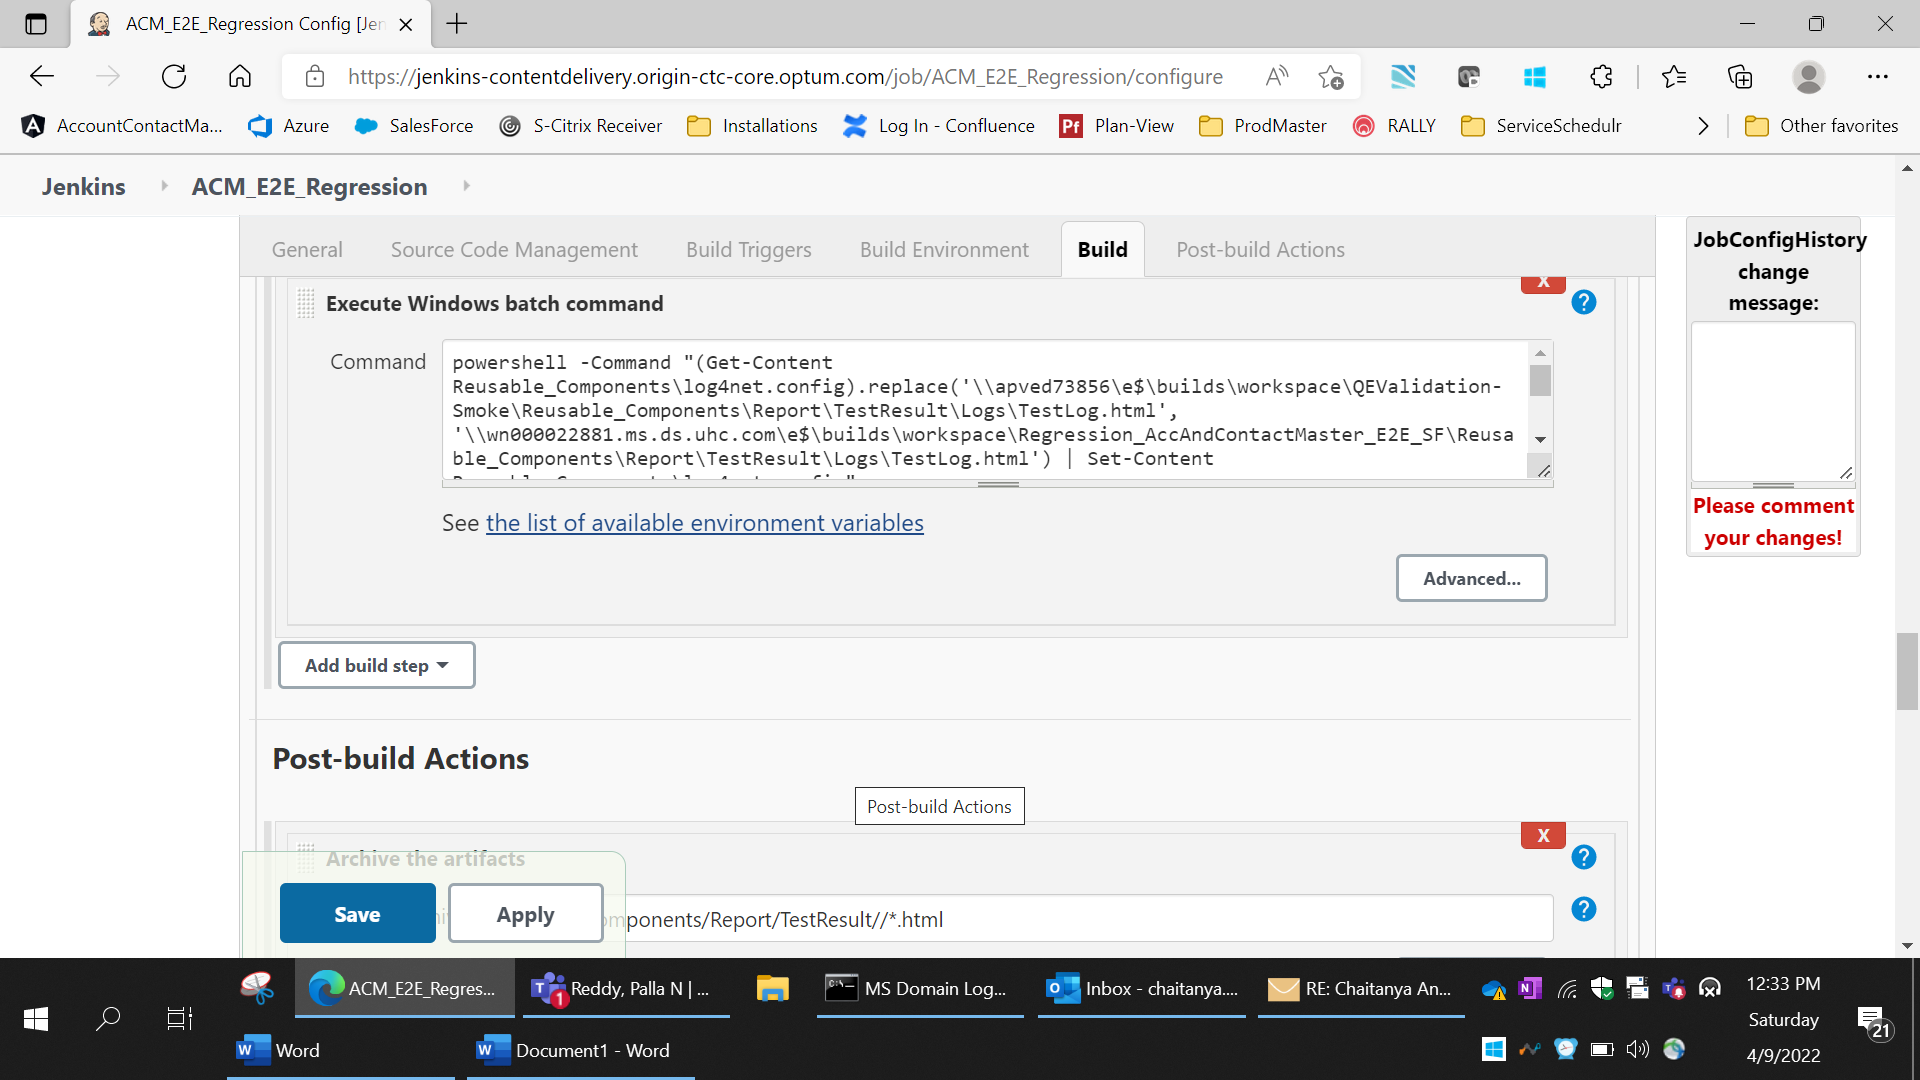 ACM_E2E_Regression Config [Jen
https://jenkins-contentdelivery.origin-ctc-core.optum.com/job/ACM_E2E_Regression/configure
AccountContactMa... Azure SalesForce S-Citrix Receiver Installations Log In - Confluence Plan-View ProdMaster RALLY ServiceSchedulr Other favorites
Jenkins ACM_E2E_Regression
General Source Code Management Build Triggers Build Environment Build Post-build Actions
JobConfigHistory
change
message:
Please comment
your changes!
X
Execute Windows batch command
Command
powershell -Command "(Get-Content
Reusable_Components\log4net.config).replace('\\apved73856\e$\builds\workspace\QEValidation-
Smoke\Reusable_Components\Report\TestResult\Logs\TestLog.html',
'\\wn000022881.ms.ds.uhc.com\e$\builds\workspace\Regression_AccAndContactMaster_E2E_SF\Reusa
ble_Components\Report\TestResult\Logs\TestLog.html') | Set-Content
See the list of available environment variables
Advanced...
Add build step
Post-build Actions
Post-build Actions
X
Archive the artifacts
mponents/Report/TestResult//*.html
Save Apply
ACM_E2E_Regres... 1 Reddy, Palla N | ... MS Domain Log... Inbox - chaitanya.... RE: Chaitanya An...
12:33 PM
Saturday
4/9/2022
21
Word Document1 - Word